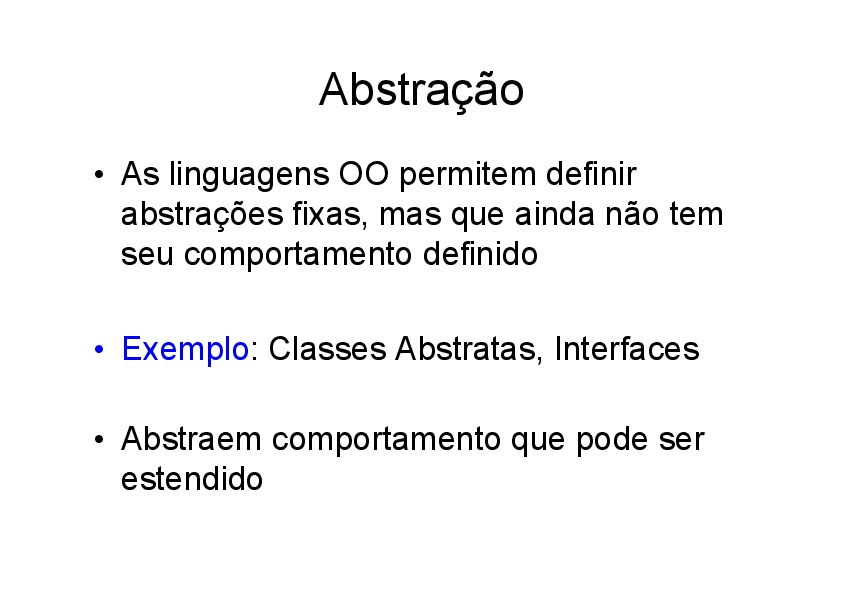 Abstração
• As linguagens OO permitem definir
abstrações fixas, mas que ainda não tem
seu comportamento definido
• Exemplo: Classes Abstratas, Interfaces
• Abstraem comportamento que pode ser
estendido